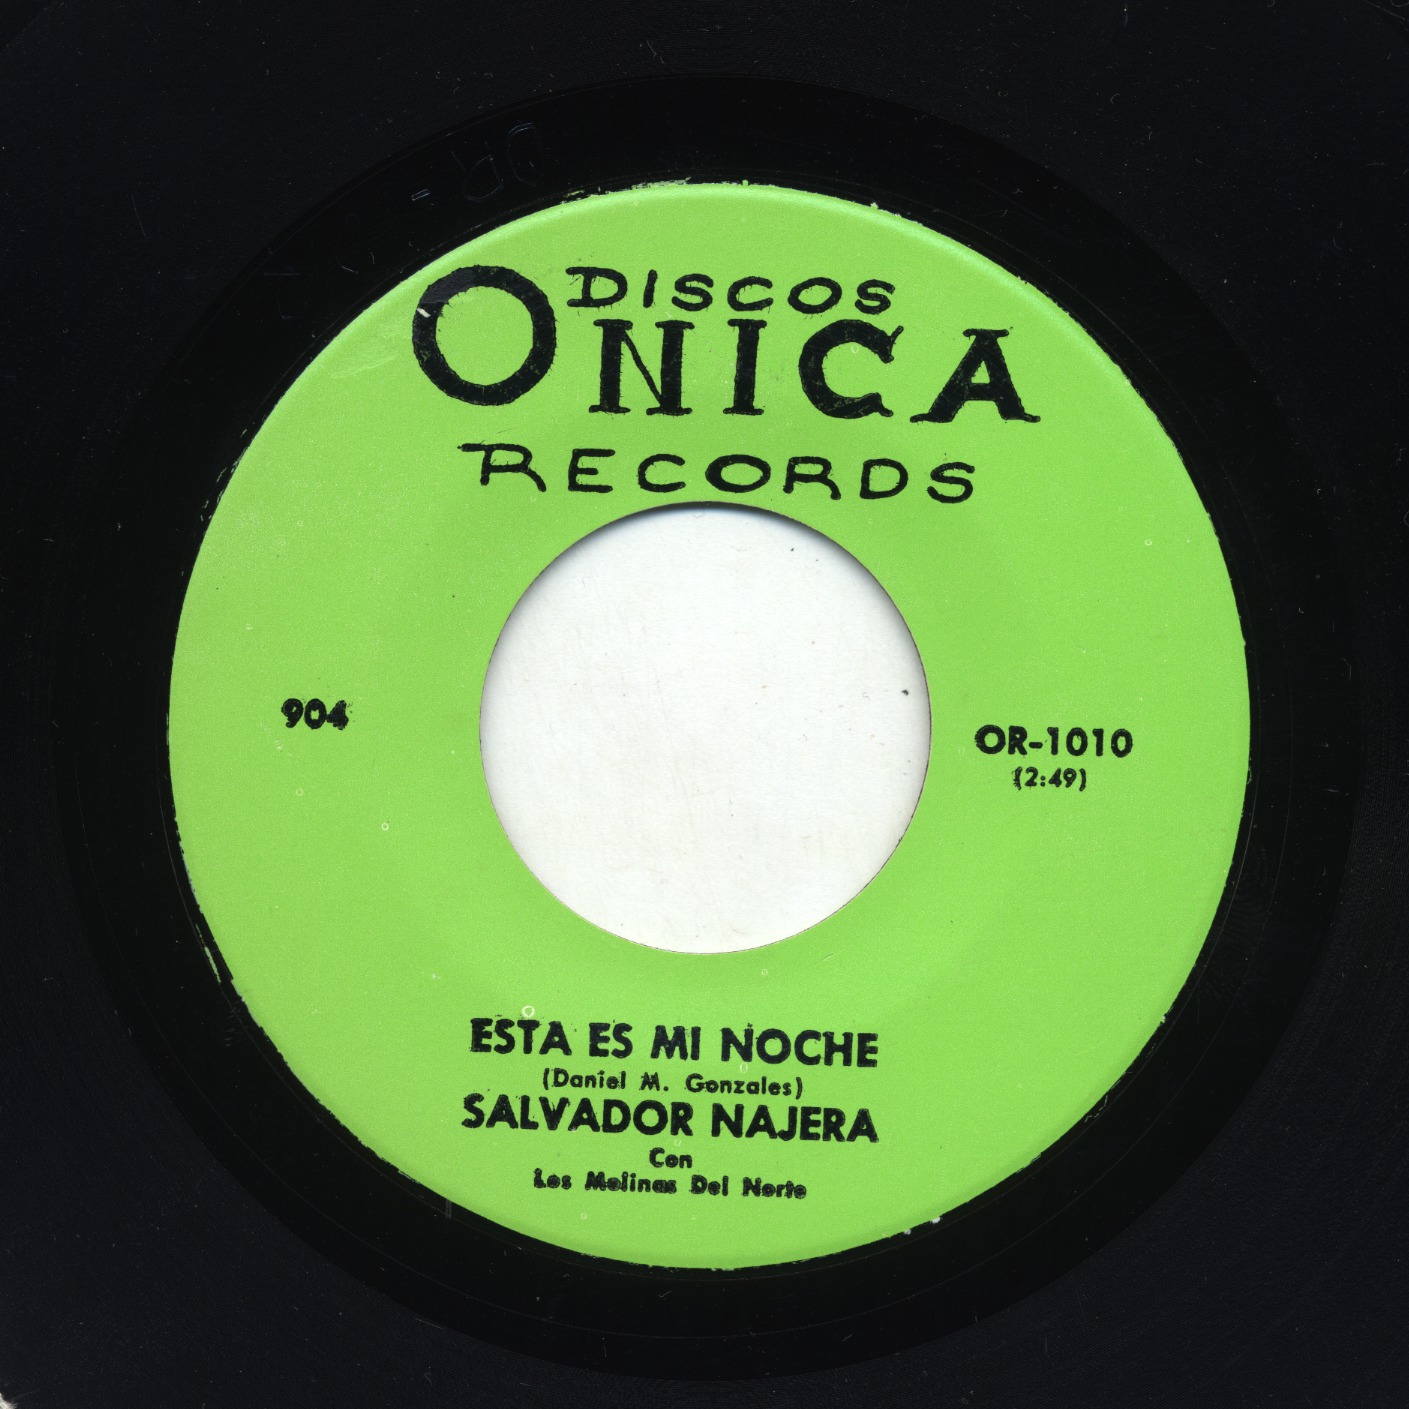 DISCOS
ONICA
RECORDS
904
OR-1010
(2:49)
ESTA ES MI NOCHE
(Daniel M. Gonzales)
SALVADOR NAJERA
Con
Los Molinas Del Norte